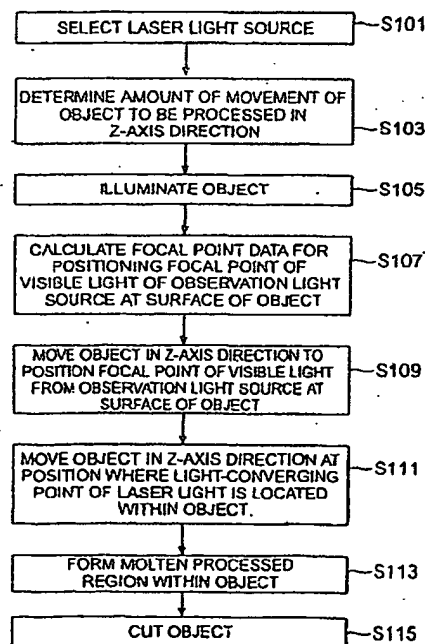 SELECT LASER LIGHT SOURCE
S101
DETERMINE AMOUNT OF MOVEMENT OF
OBJECT TO BE PROCESSED IN
Z-AXIS DIRECTION
S103
ILLUMINATE OBJECT
S105
CALCULATE FOCAL POINT DATA FOR
POSITIONING FOCAL POINT OF
VISIBLE LIGHT OF OBSERVATION LIGHT
SOURCE AT SURFACE OF OBJECT
S107
MOVE OBJECT IN Z-AXIS DIRECTION TO
POSITION FOCAL POINT OF VISIBLE LIGHT
FROM OBSERVATION LIGHT SOURCE AT
SURFACE OF OBJECT
S109
MOVE OBJECT IN Z-AXIS DIRECTION AT
POSITION WHERE LIGHT-CONVERGING
POINT OF LASER LIGHT IS LOCATED
WITHIN OBJECT.
S111
FORM MOLTEN PROCESSED
REGION WITHIN OBJECT
S113
CUT OBJECT
S115